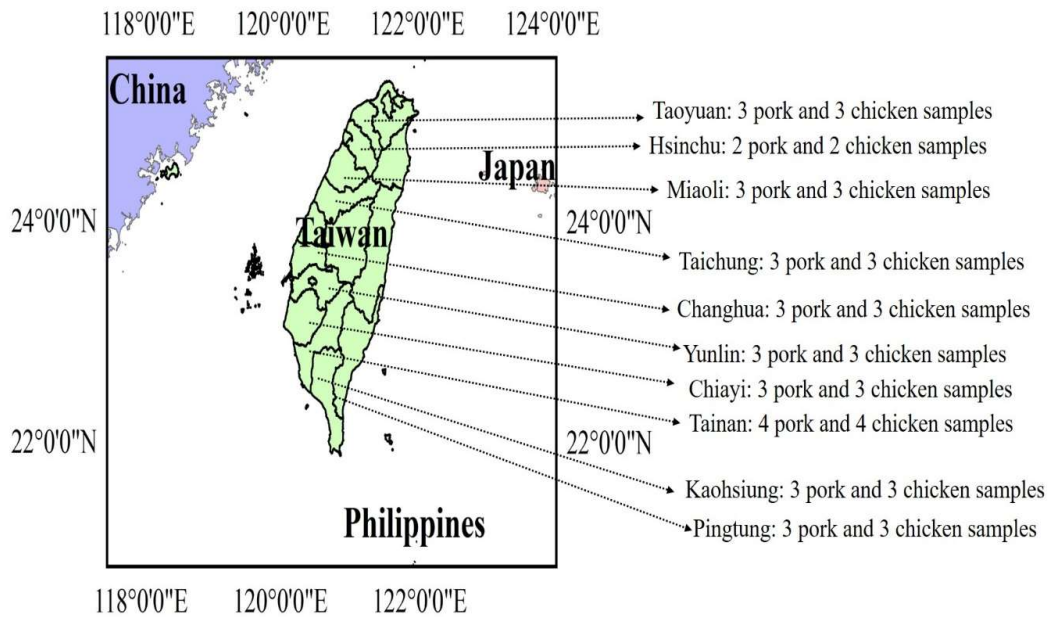 118°0'0"E 120°0'0"E 122°0'0"E 124°0'0"E
China
Taoyuan: 3 pork and 3 chicken samples
Hsinchu: 2 pork and 2 chicken samples
Japan
Miaoli: 3 pork and 3 chicken samples
24°0'0"N
24°0'0"N
Taiwan
Taichung: 3 pork and 3 chicken samples
Changhua: 3 pork and 3 chicken samples
Yunlin: 3 pork and 3 chicken samples
Chiayi: 3 pork and 3 chicken samples
Tainan: 4 pork and 4 chicken samples
22°0'0"N
22°0'0"N
Kaohsiung: 3 pork and 3 chicken samples
Philippines
Pingtung: 3 pork and 3 chicken samples
118°0'0"E 120°0'0"E 122°0'0"E